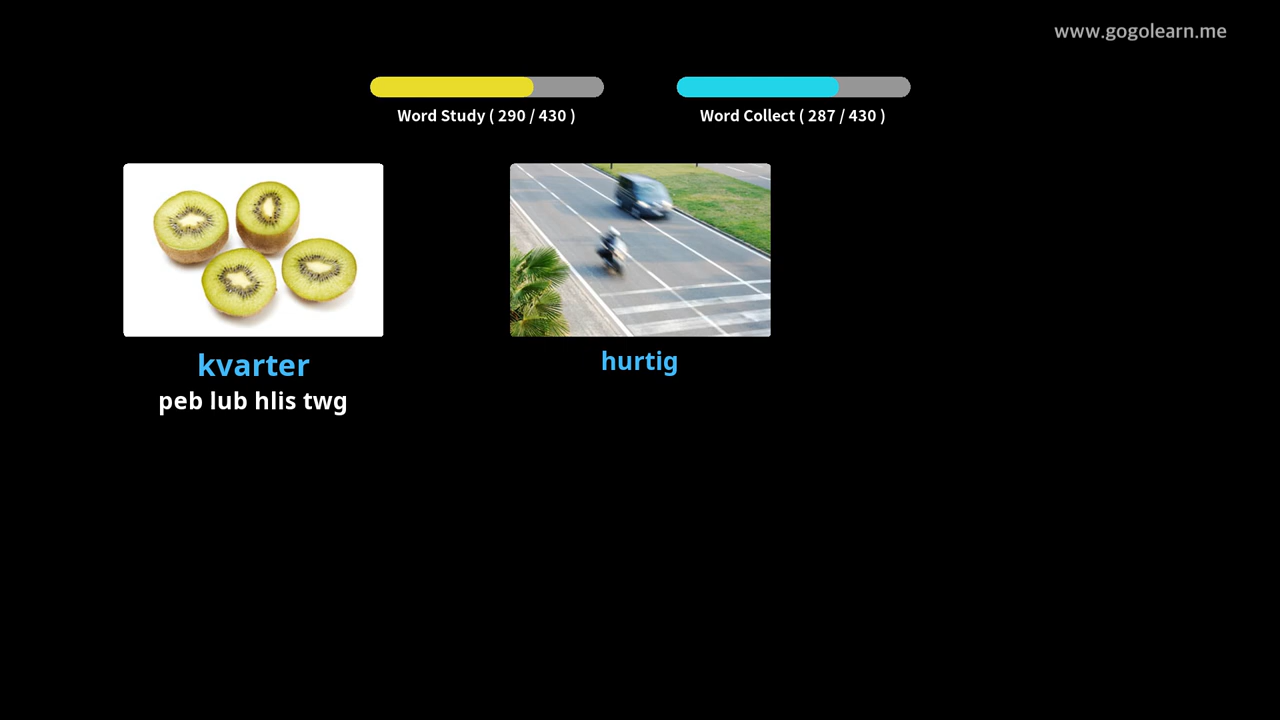 www.gogolearn.me
Word Study ( 290 / 430 )
Word Collect ( 287 / 430 )
kvarter
peb lub hlis twg
hurtig